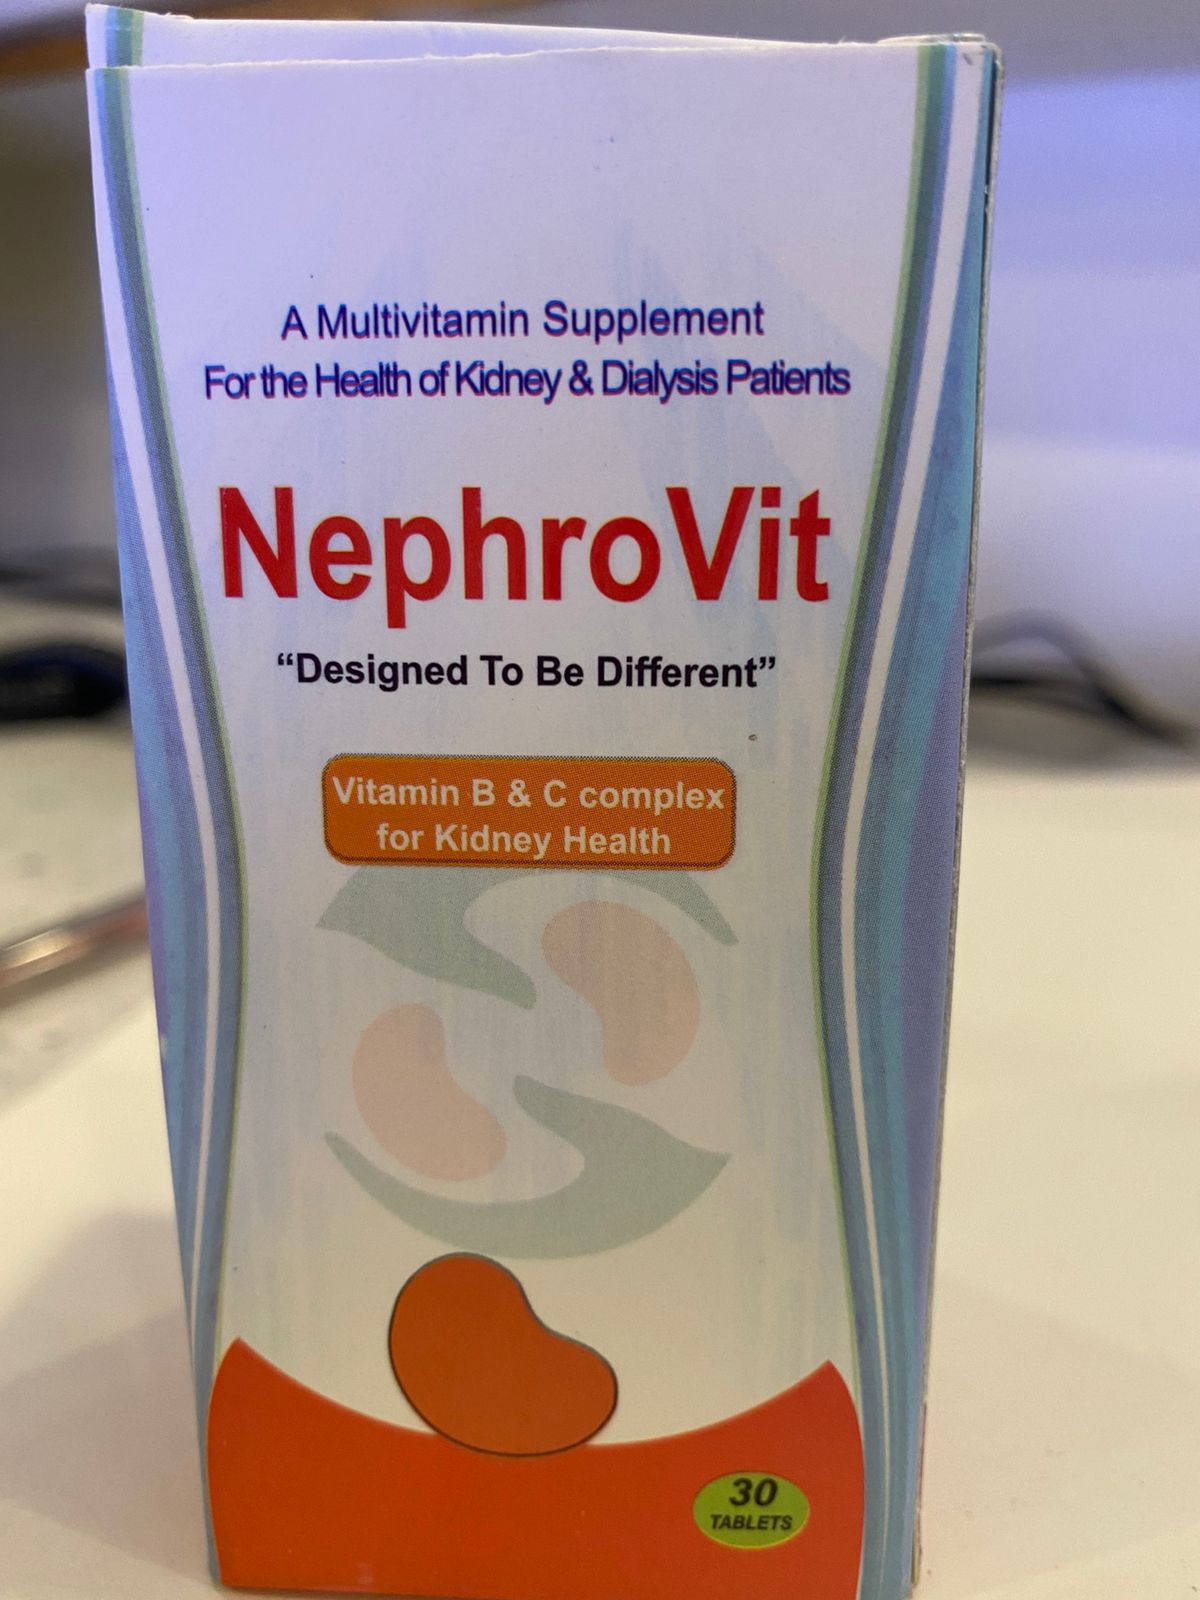 A Multivitamin Supplement
For the Health of Kidney & Dialysis Patients
NephroVit
“Designed To Be Different”
Vitamin B & C complex
for Kidney Health
30
TABLETS